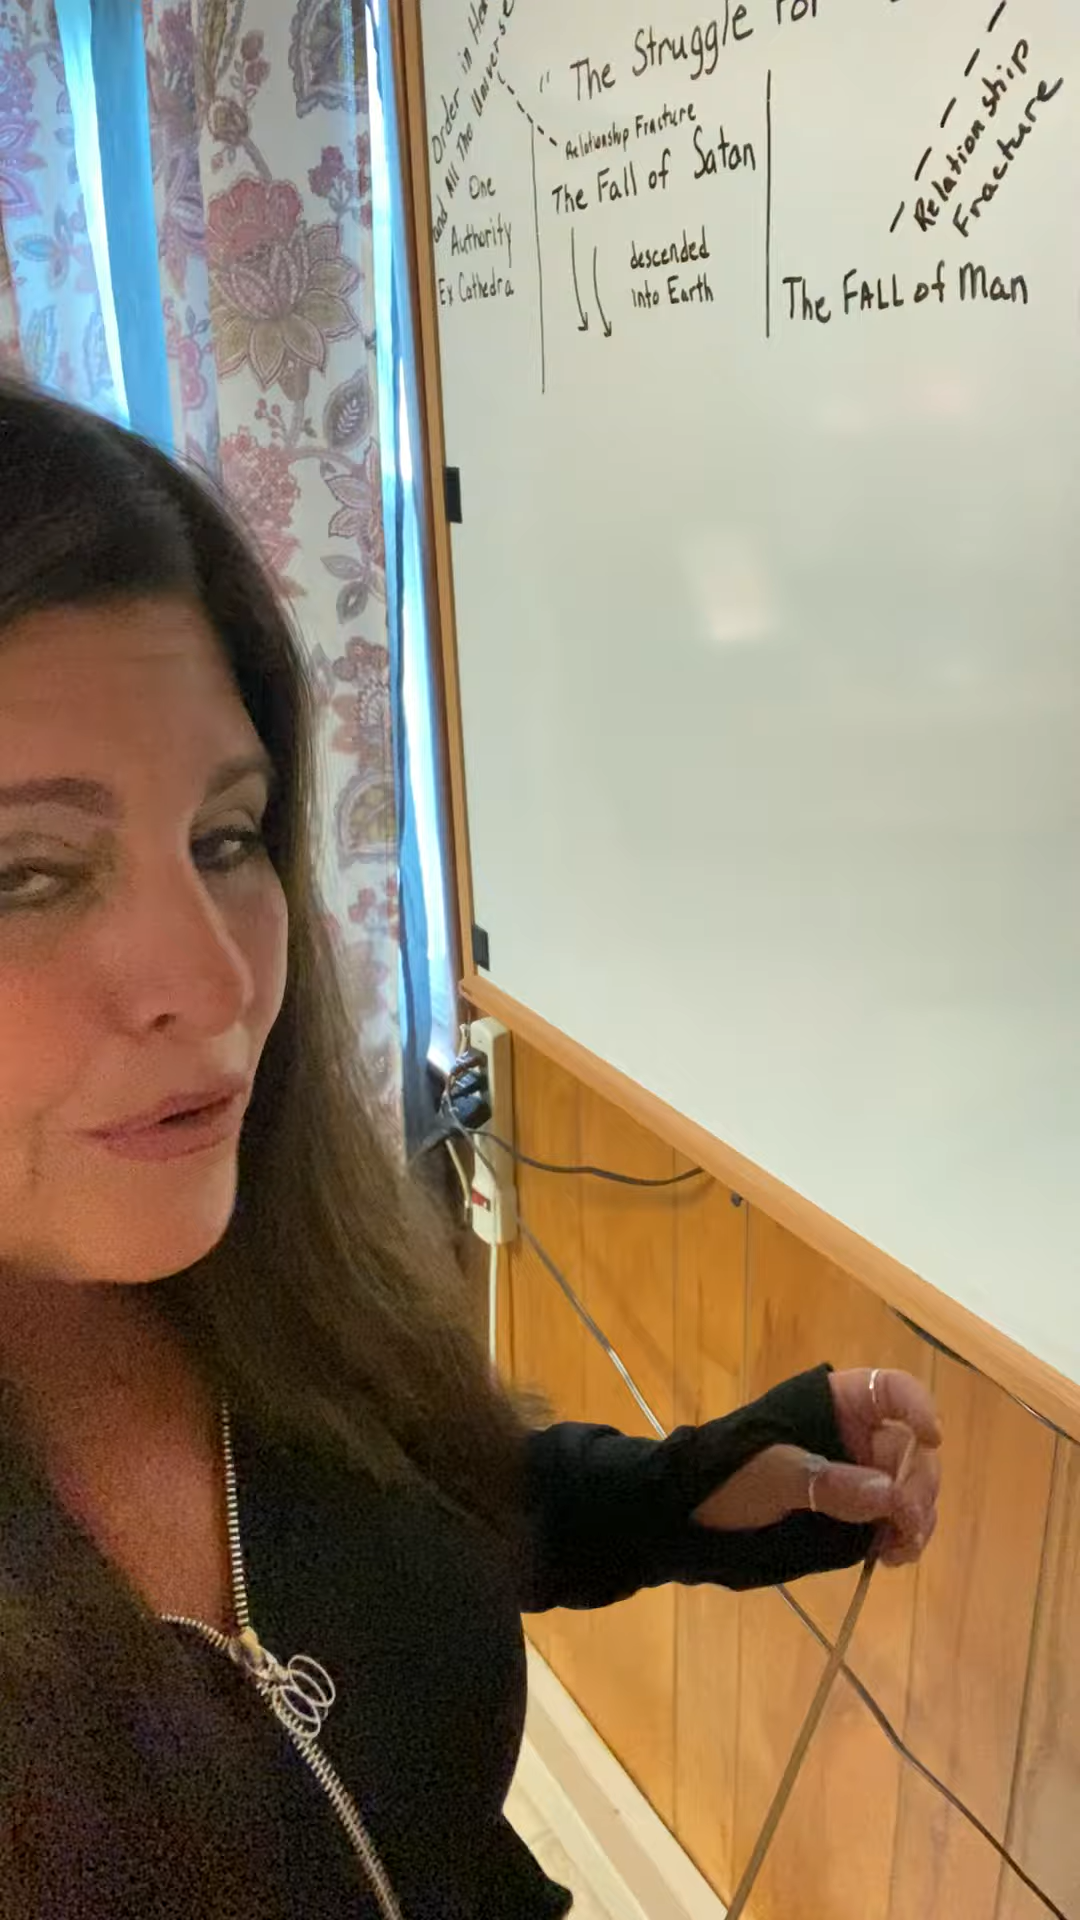 " The Struggle for
Order in
and All The Universe
One
Authority
Ex Cathedra
Relationship Fracture
The Fall of Satan
descended
into Earth
Relationship
Fracture
The FALL of Man